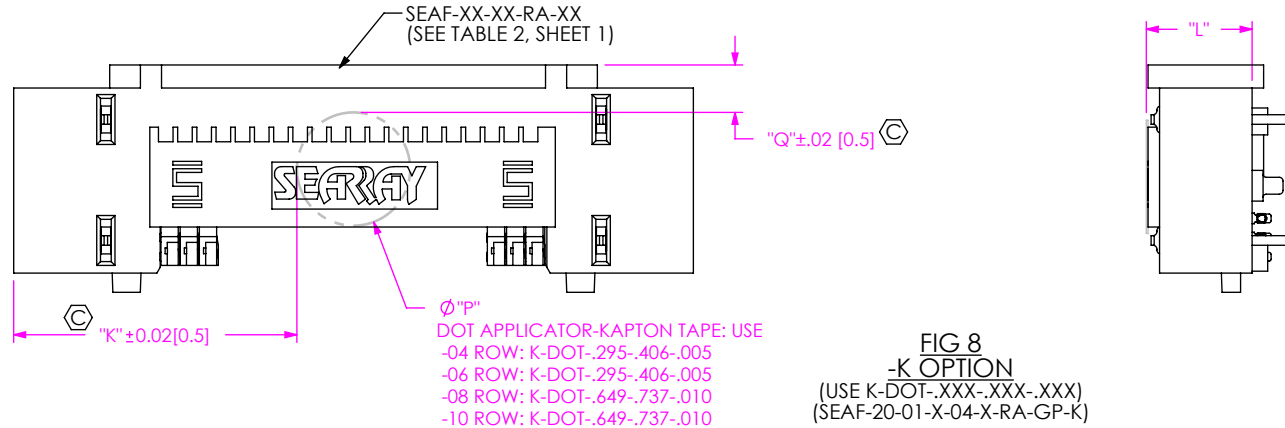 SEAF-XX-XX-RA-XX
(SEE TABLE 2, SHEET 1)
"L"
"Q"±.02 [0.5] C
SEARAY
C
"K"±0.02[0.5]
Ø"P"
DOT APPLICATOR-KAPTON TAPE: USE
-04 ROW: K-DOT-.295-.406-.005
-06 ROW: K-DOT-.295-.406-.005
-08 ROW: K-DOT-.649-.737-.010
-10 ROW: K-DOT-.649-.737-.010
FIG 8
-K OPTION
(USE K-DOT-.XXX-.XXX-.XXX)
(SEAF-20-01-X-04-X-RA-GP-K)